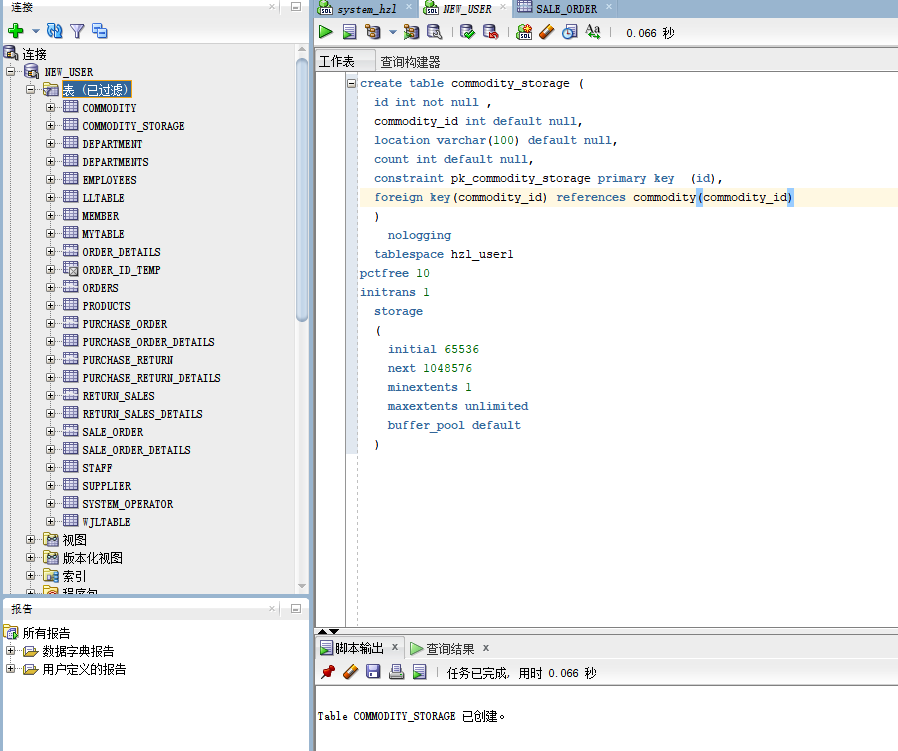 连接
连接
NEW_USER
表 (已过滤)
COMMODITY
COMMODITY_STORAGE
DEPARTMENT
DEPARTMENTS
EMPLOYEES
LLTABLE
MEMBER
MYTABLE
ORDER_DETAILS
ORDER_ID_TEMP
ORDERS
PRODUCTS
PURCHASE_ORDER
PURCHASE_ORDER_DETAILS
PURCHASE_RETURN
PURCHASE_RETURN_DETAILS
RETURN_SALES
RETURN_SALES_DETAILS
SALE_ORDER
SALE_ORDER_DETAILS
STAFF
SUPPLIER
SYSTEM_OPERATOR
WJLTABLE
视图
版本化视图
索引
程序包
报告
所有报告
数据字典报告
用户定义的报告
system_hzl NEW_USER SALE_ORDER
0.066 秒
工作表 查询构建器
create table commodity_storage (
id int not null ,
commodity_id int default null,
location varchar(100) default null,
count int default null,
constraint pk_commodity_storage primary key (id),
foreign key(commodity_id) references commodity(commodity_id)
)
nologging
tablespace hzl_user1
pctfree 10
initrans 1
storage
(
initial 65536
next 1048576
minextents 1
maxextents unlimited
buffer_pool default
)
脚本输出 x 查询结果 x
任务已完成, 用时 0.066 秒
Table COMMODITY_STORAGE 已创建。